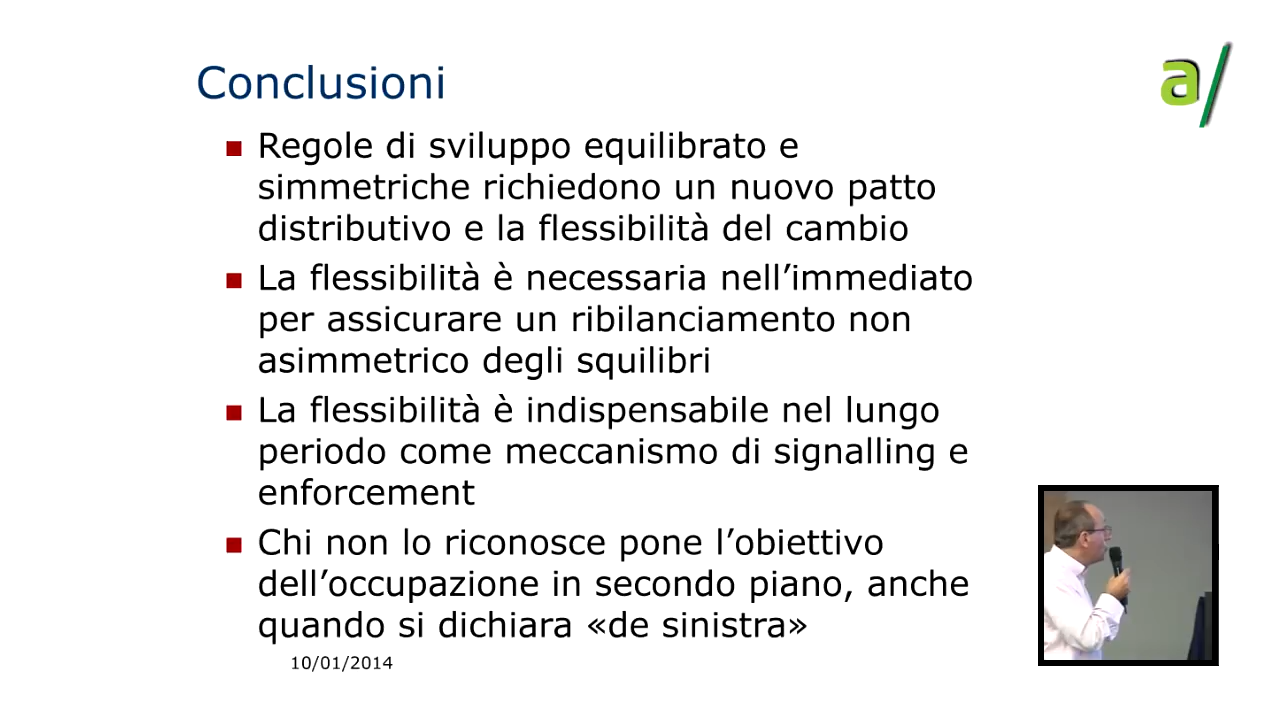 Conclusioni
a/
Regole di sviluppo equilibrato e
simmetriche richiedono un nuovo patto
distributivo e la flessibilità del cambio
La flessibilità è necessaria nell’immediato
per assicurare un ribilanciamento non
asimmetrico degli squilibri
La flessibilità è indispensabile nel lungo
periodo come meccanismo di signalling e
enforcement
Chi non lo riconosce pone l’obiettivo
dell’occupazione in secondo piano, anche
quando si dichiara «de sinistra»
10/01/2014